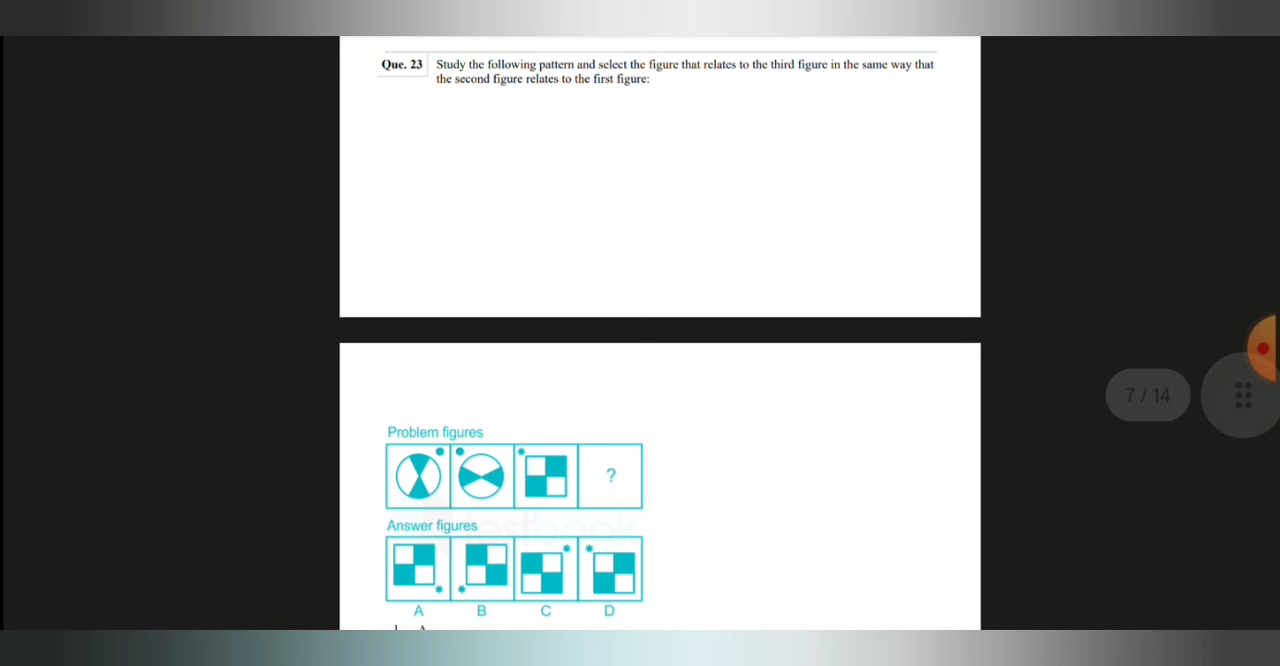 Que. 23 Study the following pattern and select the figure that relates to the third figure in the same way that
the second figure relates to the first figure:
7 / 14
Problem figures
?
Answer figures
A B C D